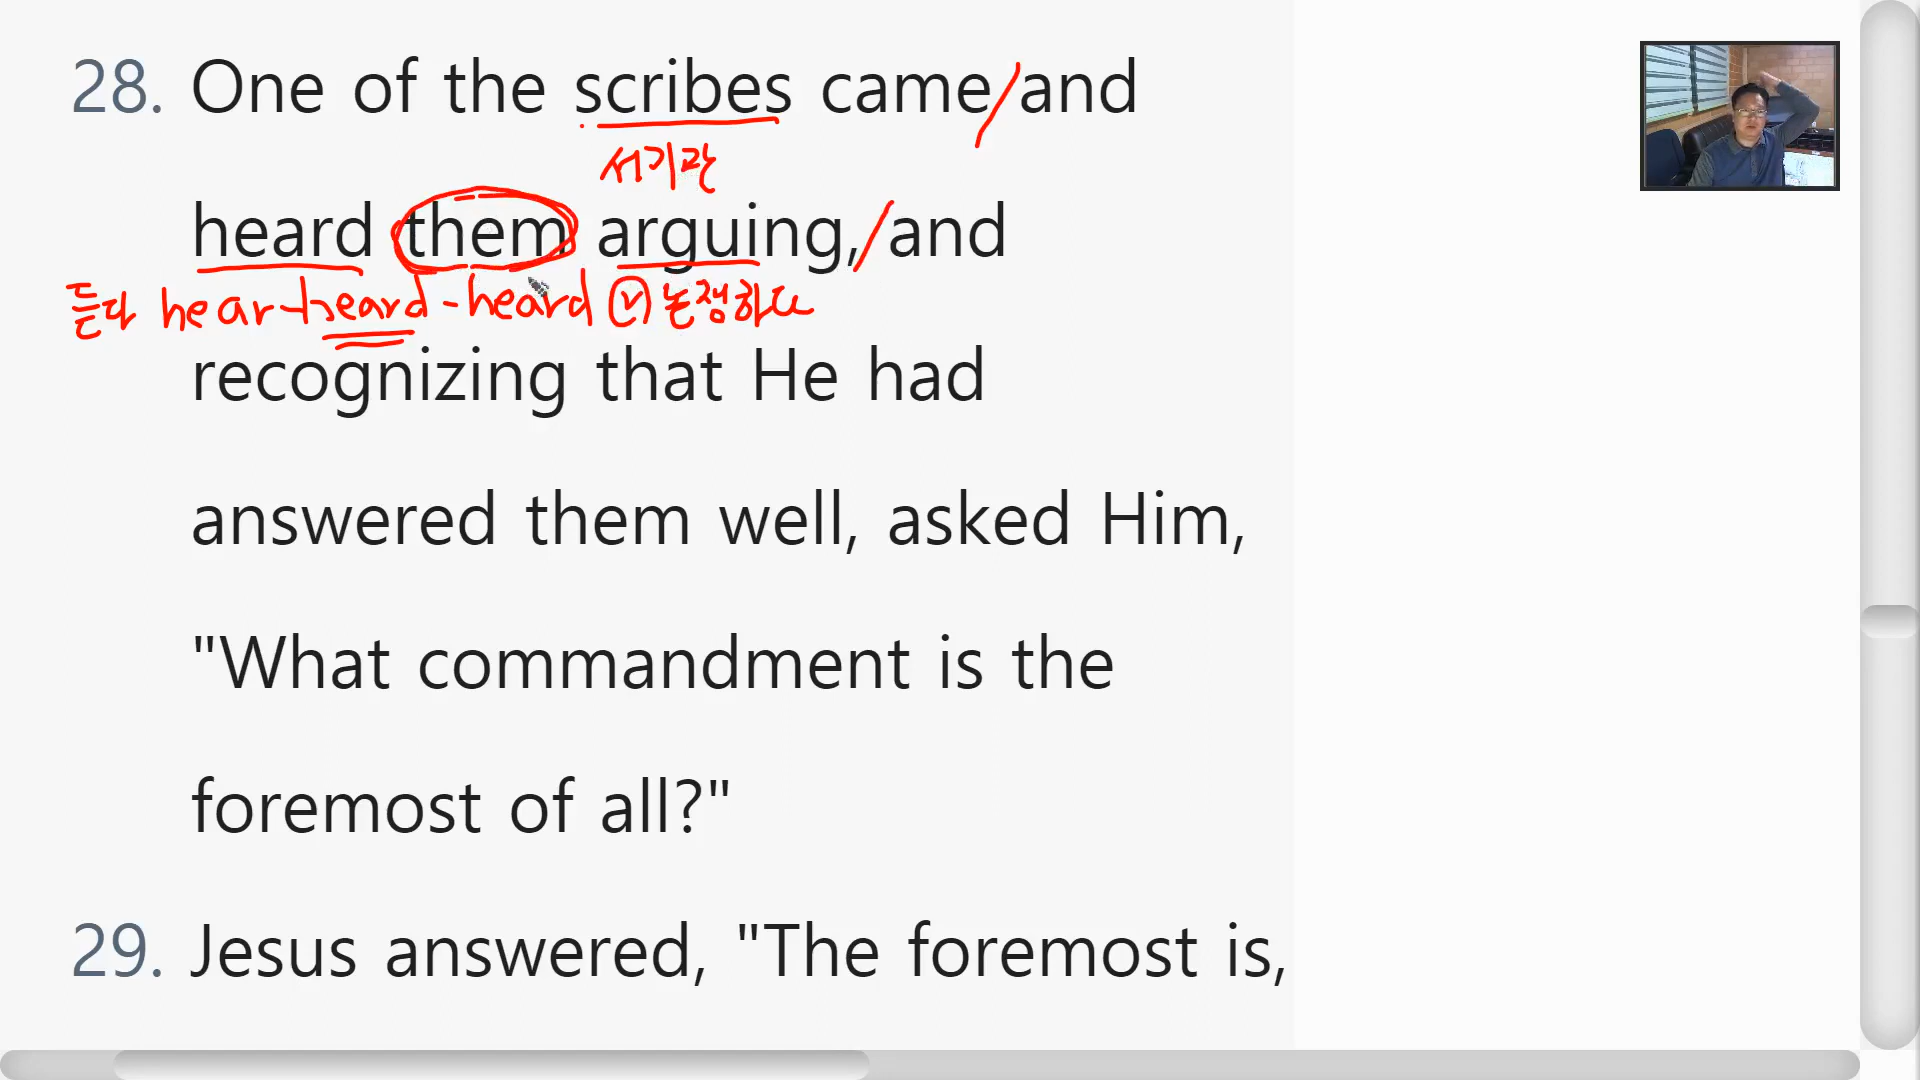 28. One of the scribes came/and
서기관
heard them arguing,/and
듣다 hear-heard-heard ⓥ 논쟁하다
recognizing that He had
answered them well, asked Him,
"What commandment is the
foremost of all?"
29. Jesus answered, "The foremost is,